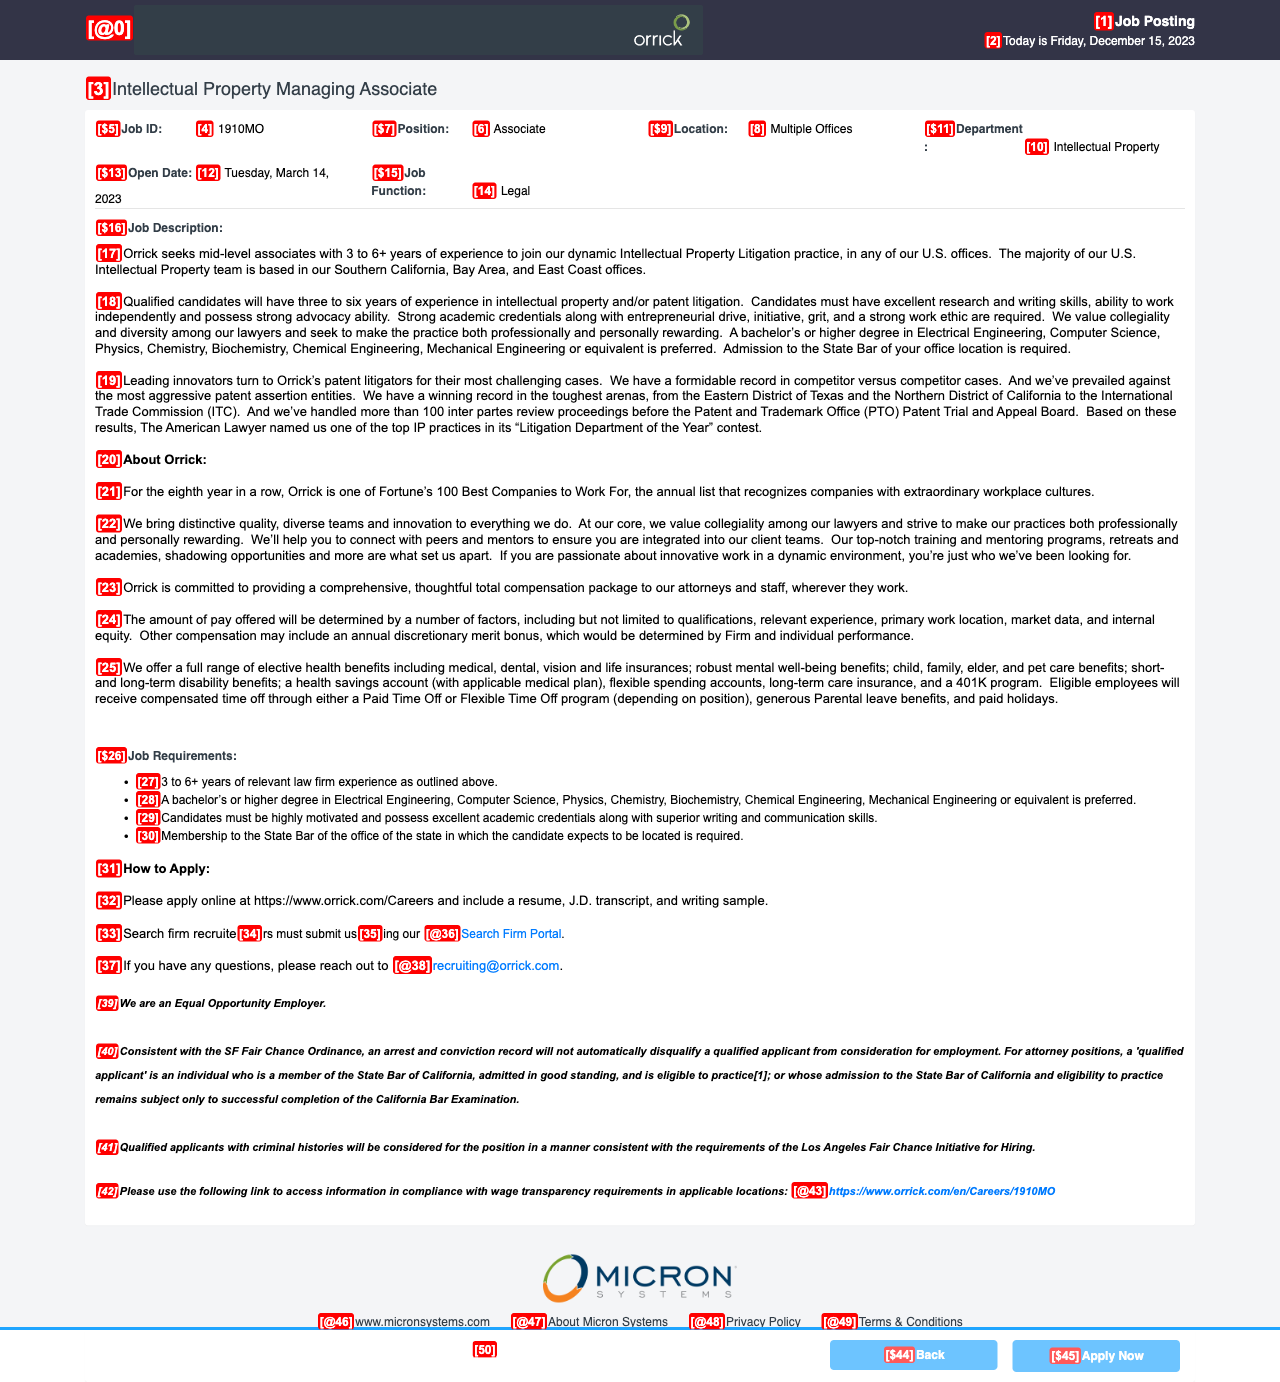 [@0] orrick [1] Job Posting
[2] Today is Friday, December 15, 2023
[3] Intellectual Property Managing Associate
[$5] Job ID: [4] 1910MO [$7] Position: [6] Associate [$9] Location: [8] Multiple Offices [$11] Department
: [10] Intellectual Property
[$13] Open Date: [12] Tuesday, March 14, [$15] Job
Function: [14] Legal
2023
[$16] Job Description:
[17] Orrick seeks mid-level associates with 3 to 6+ years of experience to join our dynamic Intellectual Property Litigation practice, in any of our U.S. offices. The majority of our U.S.
Intellectual Property team is based in our Southern California, Bay Area, and East Coast offices.
[18] Qualified candidates will have three to six years of experience in intellectual property and/or patent litigation. Candidates must have excellent research and writing skills, ability to work
independently and possess strong advocacy ability. Strong academic credentials along with entrepreneurial drive, initiative, grit, and a strong work ethic are required. We value collegiality
and diversity among our lawyers and seek to make the practice both professionally and personally rewarding. A bachelor's or higher degree in Electrical Engineering, Computer Science,
Physics, Chemistry, Biochemistry, Chemical Engineering, Mechanical Engineering or equivalent is preferred. Admission to the State Bar of your office location is required.
[19] Leading innovators turn to Orrick's patent litigators for their most challenging cases. We have a formidable record in competitor versus competitor cases. And we've prevailed against
the most aggressive patent assertion entities. We have a winning record in the toughest arenas, from the Eastern District of Texas and the Northern District of California to the International
Trade Commission (ITC). And we've handled more than 100 inter partes review proceedings before the Patent and Trademark Office (PTO) Patent Trial and Appeal Board. Based on these
results, The American Lawyer named us one of the top IP practices in its “Litigation Department of the Year” contest.
[20] About Orrick:
[21] For the eighth year in a row, Orrick is one of Fortune's 100 Best Companies to Work For, the annual list that recognizes companies with extraordinary workplace cultures.
[22] We bring distinctive quality, diverse teams and innovation to everything we do. At our core, we value collegiality among our lawyers and strive to make our practices both professionally
and personally rewarding. We'll help you to connect with peers and mentors to ensure you are integrated into our client teams. Our top-notch training and mentoring programs, retreats and
academies, shadowing opportunities and more are what set us apart. If you are passionate about innovative work in a dynamic environment, you're just who we've been looking for.
[23] Orrick is committed to providing a comprehensive, thoughtful total compensation package to our attorneys and staff, wherever they work.
[24] The amount of pay offered will be determined by a number of factors, including but not limited to qualifications, relevant experience, primary work location, market data, and internal
equity. Other compensation may include an annual discretionary merit bonus, which would be determined by Firm and individual performance.
[25] We offer a full range of elective health benefits including medical, dental, vision and life insurances; robust mental well-being benefits; child, family, elder, and pet care benefits; short-
and long-term disability benefits; a health savings account (with applicable medical plan), flexible spending accounts, long-term care insurance, and a 401K program. Eligible employees will
receive compensated time off through either a Paid Time Off or Flexible Time Off program (depending on position), generous Parental leave benefits, and paid holidays.
[$26] Job Requirements:
• [27] 3 to 6+ years of relevant law firm experience as outlined above.
• [28] A bachelor's or higher degree in Electrical Engineering, Computer Science, Physics, Chemistry, Biochemistry, Chemical Engineering, Mechanical Engineering or equivalent is preferred.
• [29] Candidates must be highly motivated and possess excellent academic credentials along with superior writing and communication skills.
• [30] Membership to the State Bar of the office of the state in which the candidate expects to be located is required.
[31] How to Apply:
[32] Please apply online at https://www.orrick.com/Careers and include a resume, J.D. transcript, and writing sample.
[33] Search firm recruite[34]rs must submit us[35]ing our [@36] Search Firm Portal.
[37] If you have any questions, please reach out to [@38] recruiting@orrick.com.
[39] We are an Equal Opportunity Employer.
[40] Consistent with the SF Fair Chance Ordinance, an arrest and conviction record will not automatically disqualify a qualified applicant from consideration for employment. For attorney positions, a 'qualified
applicant' is an individual who is a member of the State Bar of California, admitted in good standing, and is eligible to practice[1]; or whose admission to the State Bar of California and eligibility to practice
remains subject only to successful completion of the California Bar Examination.
[41] Qualified applicants with criminal histories will be considered for the position in a manner consistent with the requirements of the Los Angeles Fair Chance Initiative for Hiring.
[42] Please use the following link to access information in compliance with wage transparency requirements in applicable locations: [@43] https://www.orrick.com/en/Careers/1910MO
MICRON
SYSTEMS
[@46] www.micronsystems.com [@47] About Micron Systems [@48] Privacy Policy [@49] Terms & Conditions
[50] [$44] Back [$45] Apply Now